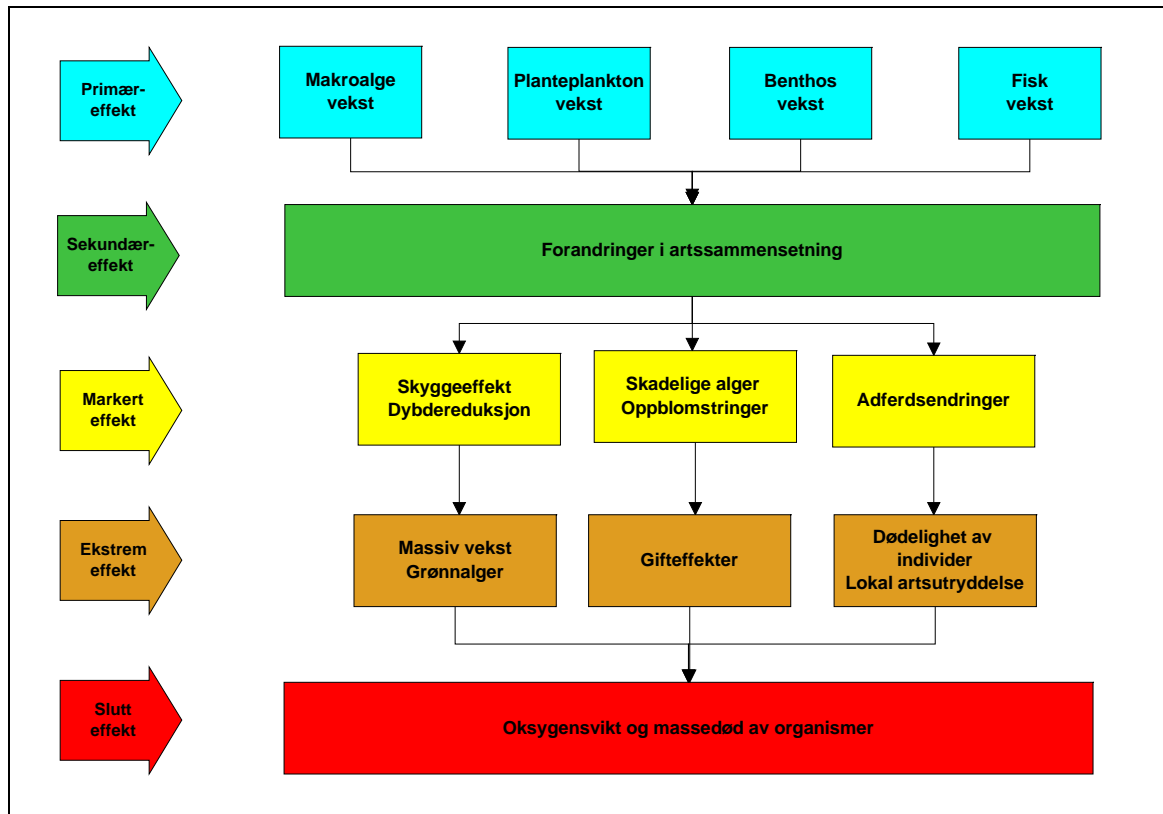 Primær-
effekt
Makroalge
vekst
Planteplankton
vekst
Benthos
vekst
Fisk
vekst
Sekundær-
effekt
Forandringer i artssammensetning
Markert
effekt
Skyggeeffekt
Dybdereduksjon
Skadelige alger
Oppblomstringer
Adferdsendringer
Ekstrem
effekt
Massiv vekst
Grønnalger
Gifteffekter
Dødelighet av
individer
Lokal artsutryddelse
Slutt
effekt
Oksygensvikt og massedød av organismer